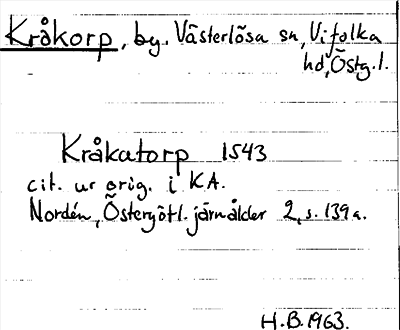 Kråkorp, by. Västerlösa sn, Vifolka
hd, Östg. l.
Kråkatorp 1543
cit. ur orig. i KA.
Nordén, Östergötl. järnålder 2, s. 139 a.
H.B. 1963.